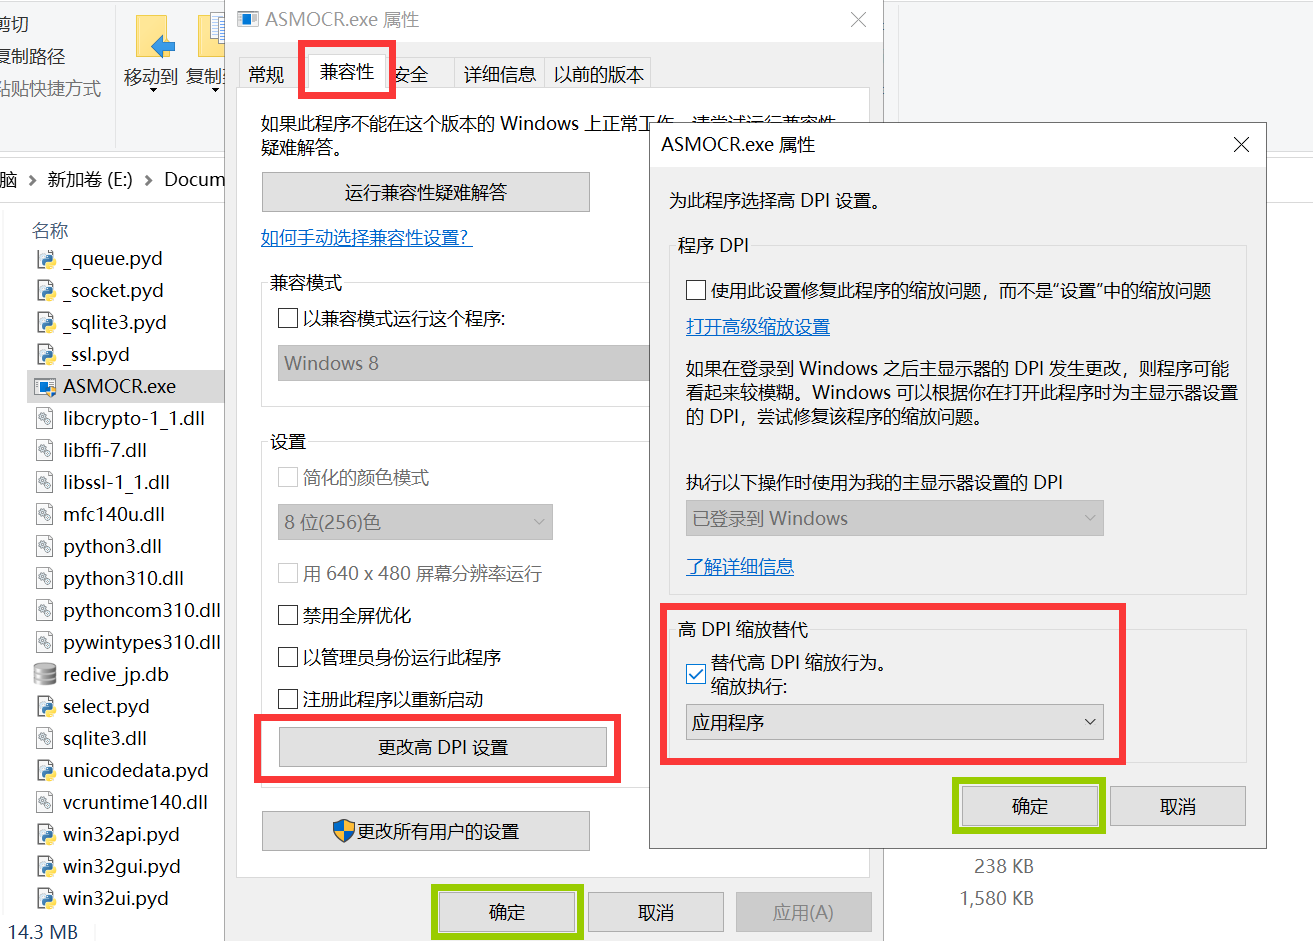 剪切
复制路径
粘贴快捷方式
移动到
复制到
脑 > 新加卷 (E:) > Docum
名称
_queue.pyd
_socket.pyd
_sqlite3.pyd
_ssl.pyd
ASMOCR.exe
libcrypto-1_1.dll
libffi-7.dll
libssl-1_1.dll
mfc140u.dll
python3.dll
python310.dll
pythoncom310.dll
pywintypes310.dll
redive_jp.db
select.pyd
sqlite3.dll
unicodedata.pyd
vcruntime140.dll
win32api.pyd
win32gui.pyd
win32ui.pyd
14.3 MB
ASMOCR.exe 属性
常规
兼容性
安全
详细信息
以前的版本
如果此程序不能在这个版本的 Windows 上正常工作，请尝试运行兼容性
疑难解答。
运行兼容性疑难解答
如何手动选择兼容性设置?
兼容模式
以兼容模式运行这个程序:
Windows 8
设置
简化的颜色模式
8 位(256)色
用 640 x 480 屏幕分辨率运行
禁用全屏优化
以管理员身份运行此程序
注册此程序以重新启动
更改高 DPI 设置
更改所有用户的设置
确定
取消
应用(A)
ASMOCR.exe 属性
为此程序选择高 DPI 设置。
程序 DPI
使用此设置修复此程序的缩放问题，而不是“设置”中的缩放问题
打开高级缩放设置
如果在登录到 Windows 之后主显示器的 DPI 发生更改，则程序可能
看起来较模糊。Windows 可以根据你在打开此程序时为主显示器设置
的 DPI，尝试修复该程序的缩放问题。
执行以下操作时使用为我的主显示器设置的 DPI
已登录到 Windows
了解详细信息
高 DPI 缩放替代
替代高 DPI 缩放行为。
缩放执行:
应用程序
确定
取消
238 KB
1,580 KB